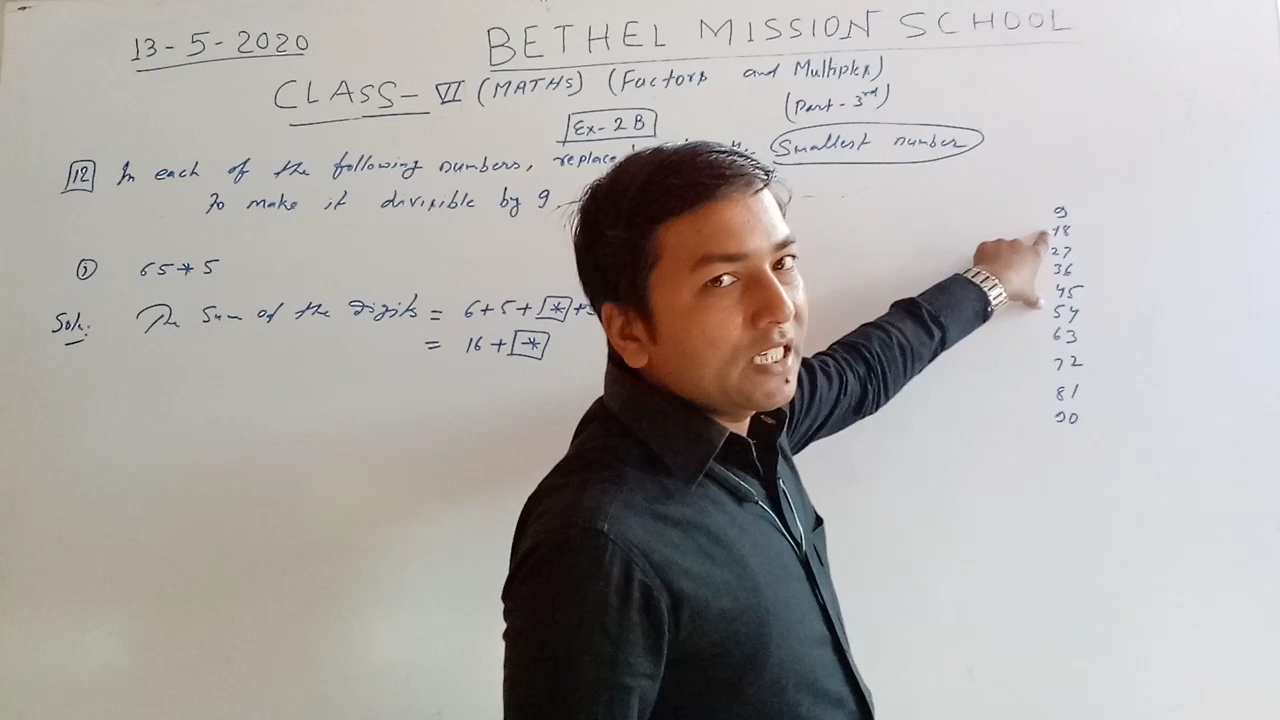 13-5-2020
BETHEL MISSION SCHOOL
CLASS-VI (MATHS) (Factors and Multiples)
(Part-3rd)
Ex-2B
12 In each of the following numbers, replace smallest number
To make it divisible by 9
(i) 65*5
Soln: The Sum of the Digits = 6+5+*+5
= 16+*
9
18
27
36
45
54
63
72
81
90